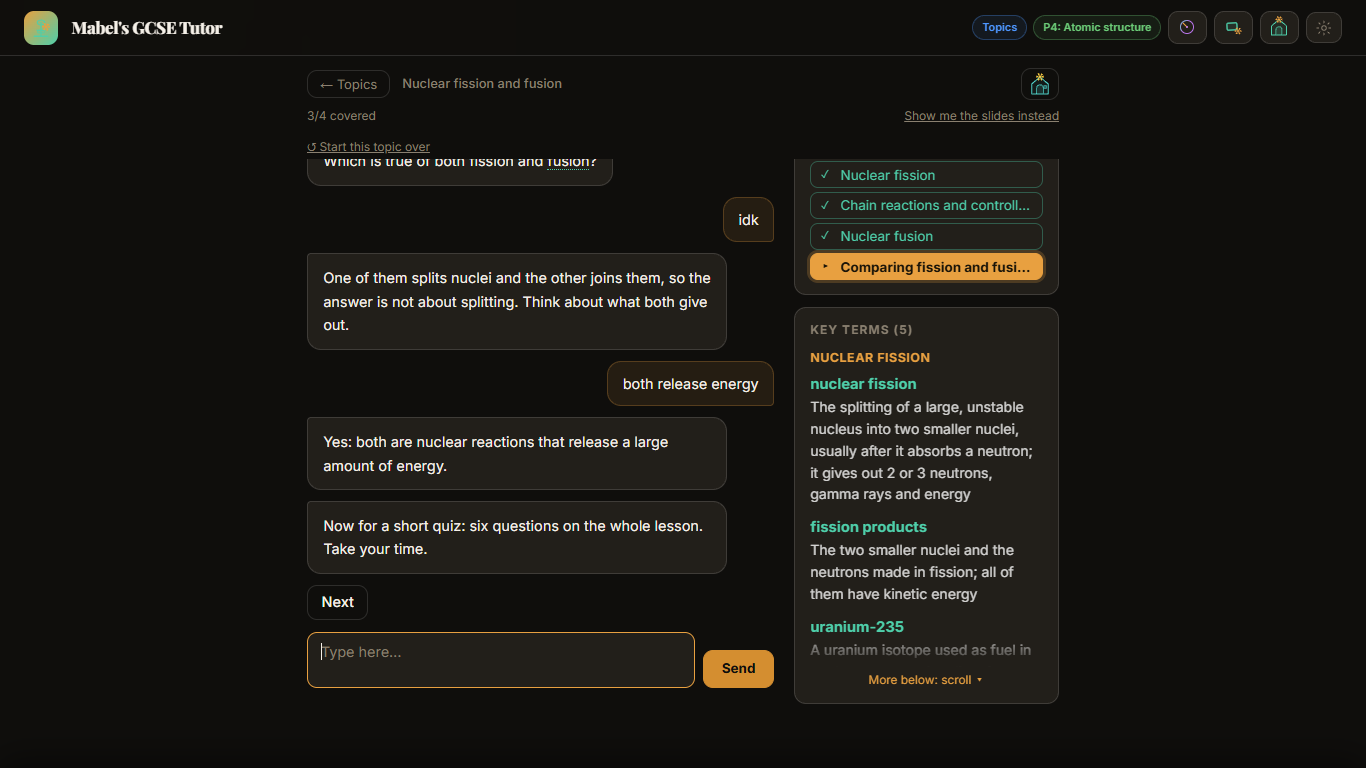 Mabel's GCSE Tutor
Topics
P4: Atomic structure
← Topics
Nuclear fission and fusion
3/4 covered
Show me the slides instead
↺ Start this topic over
Which is true of both fission and fusion?
idk
One of them splits nuclei and the other joins them, so the
answer is not about splitting. Think about what both give
out.
both release energy
Yes: both are nuclear reactions that release a large
amount of energy.
Now for a short quiz: six questions on the whole lesson.
Take your time.
Next
Type here...
Send
✓ Nuclear fission
✓ Chain reactions and controll...
✓ Nuclear fusion
‣ Comparing fission and fusi...
KEY TERMS (5)
NUCLEAR FISSION
nuclear fission
The splitting of a large, unstable
nucleus into two smaller nuclei,
usually after it absorbs a neutron;
it gives out 2 or 3 neutrons,
gamma rays and energy
fission products
The two smaller nuclei and the
neutrons made in fission; all of
them have kinetic energy
uranium-235
A uranium isotope used as fuel in
More below: scroll ▾